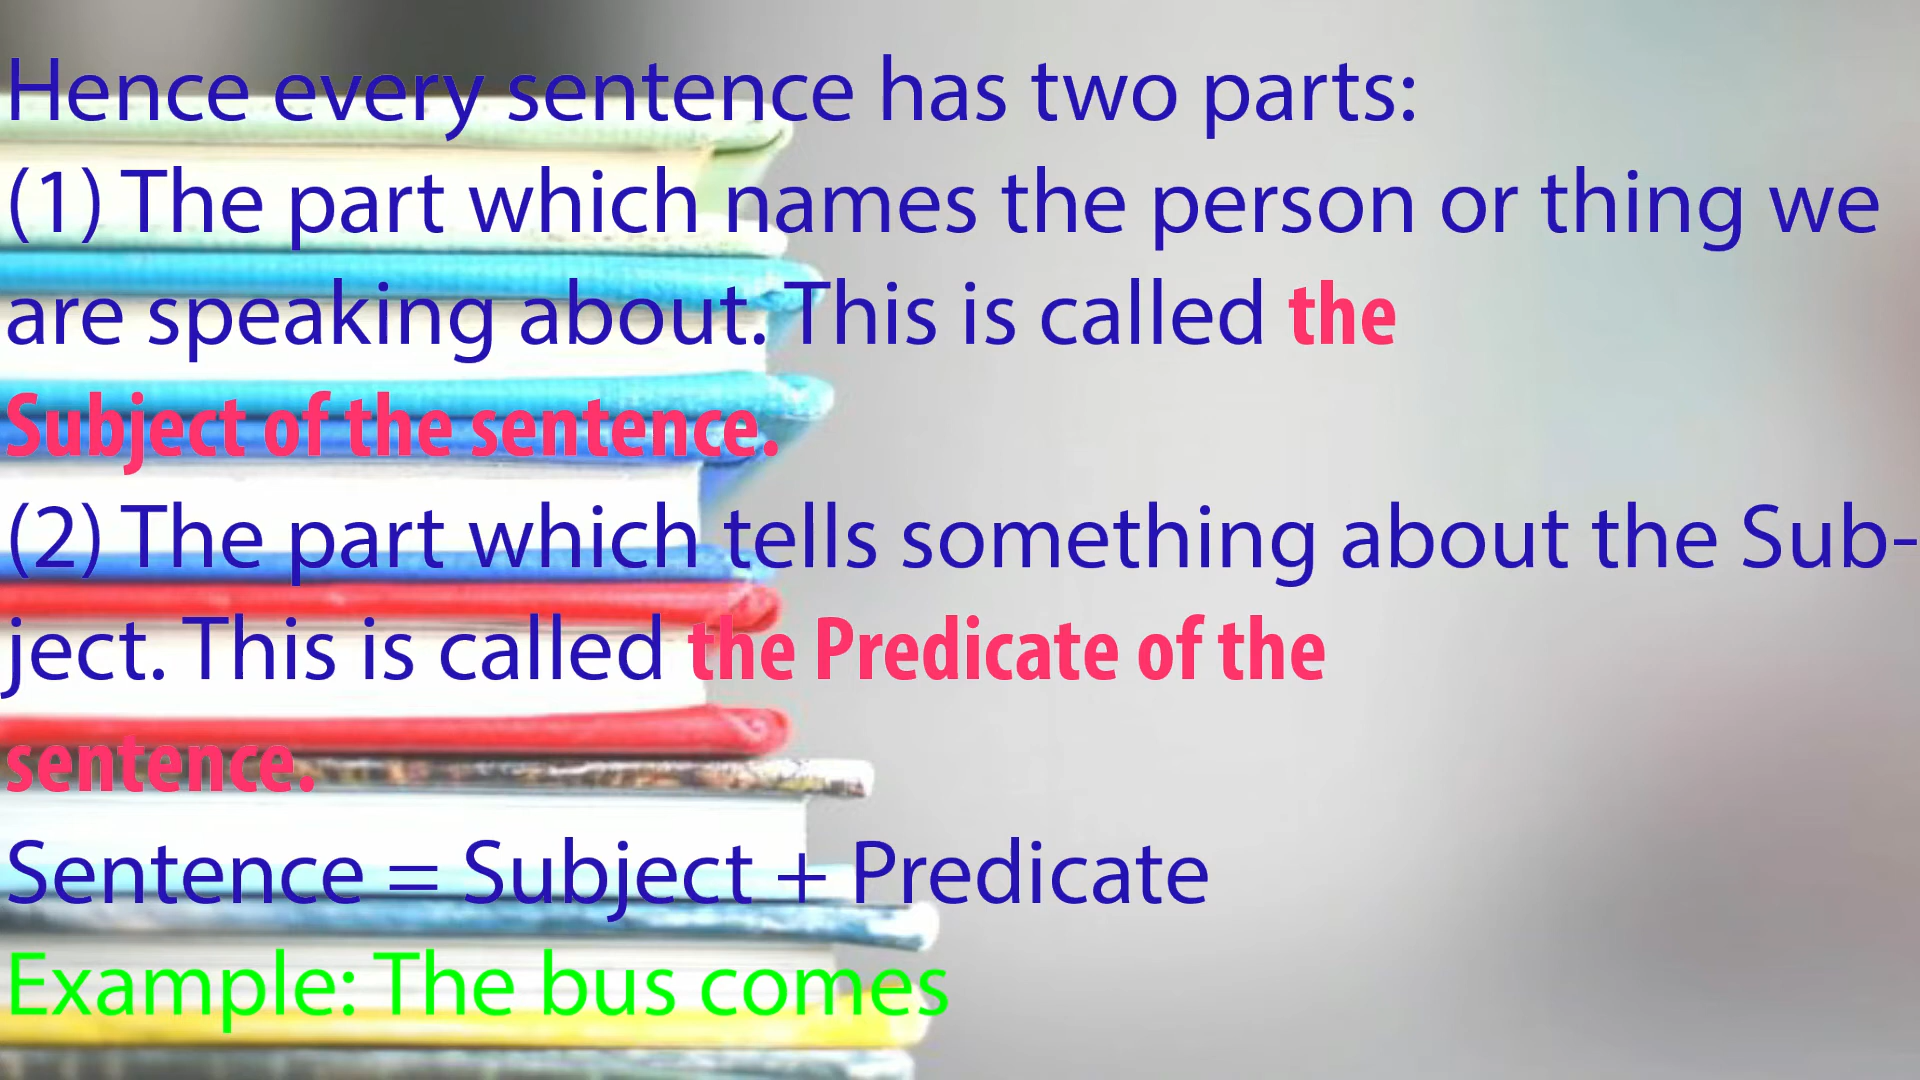 Hence every sentence has two parts:
(1) The part which names the person or thing we
are speaking about. This is called the
Subject of the sentence.
(2) The part which tells something about the Sub-
ject. This is called the Predicate of the
sentence.
Sentence = Subject + Predicate
Example: The bus comes